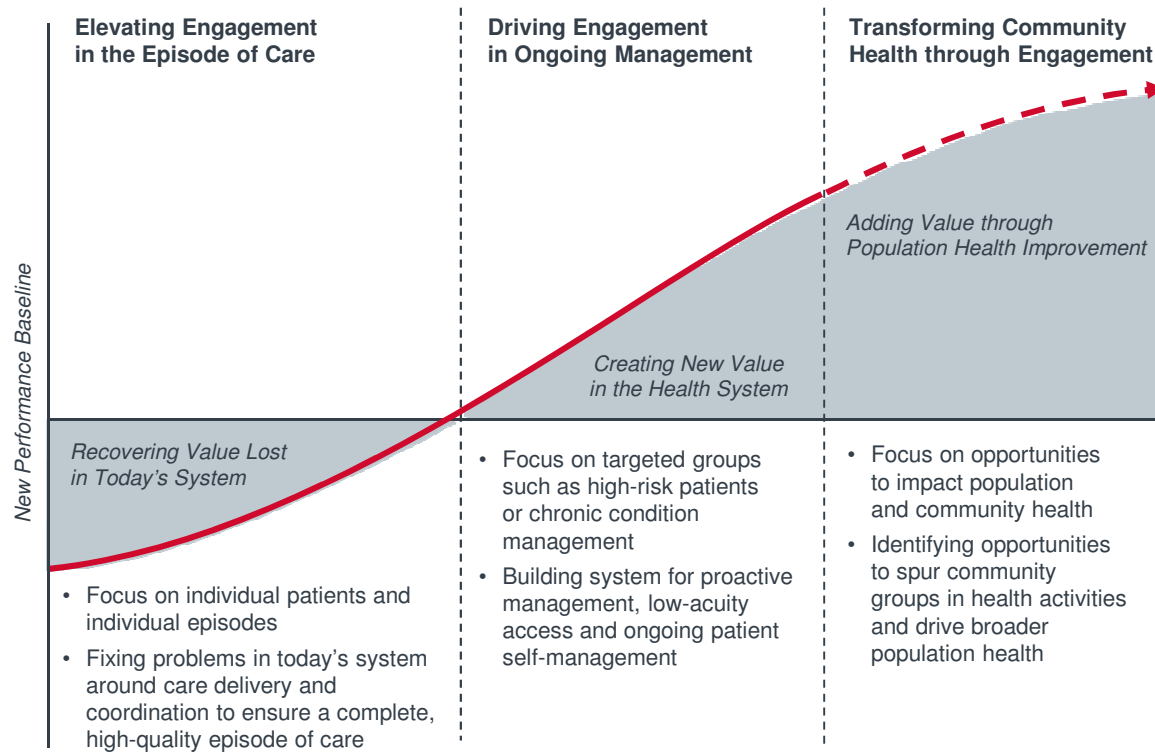 Elevating Engagement
in the Episode of Care
Driving Engagement
in Ongoing Management
Transforming Community
Health through Engagement
New Performance Baseline
Adding Value through
Population Health Improvement
Creating New Value
in the Health System
Recovering Value Lost
in Today's System
• Focus on individual patients and
individual episodes
• Fixing problems in today's system
around care delivery and
coordination to ensure a complete,
high-quality episode of care
• Focus on targeted groups
such as high-risk patients
or chronic condition
management
• Building system for proactive
management, low-acuity
access and ongoing patient
self-management
• Focus on opportunities
to impact population
and community health
• Identifying opportunities
to spur community
groups in health activities
and drive broader
population health